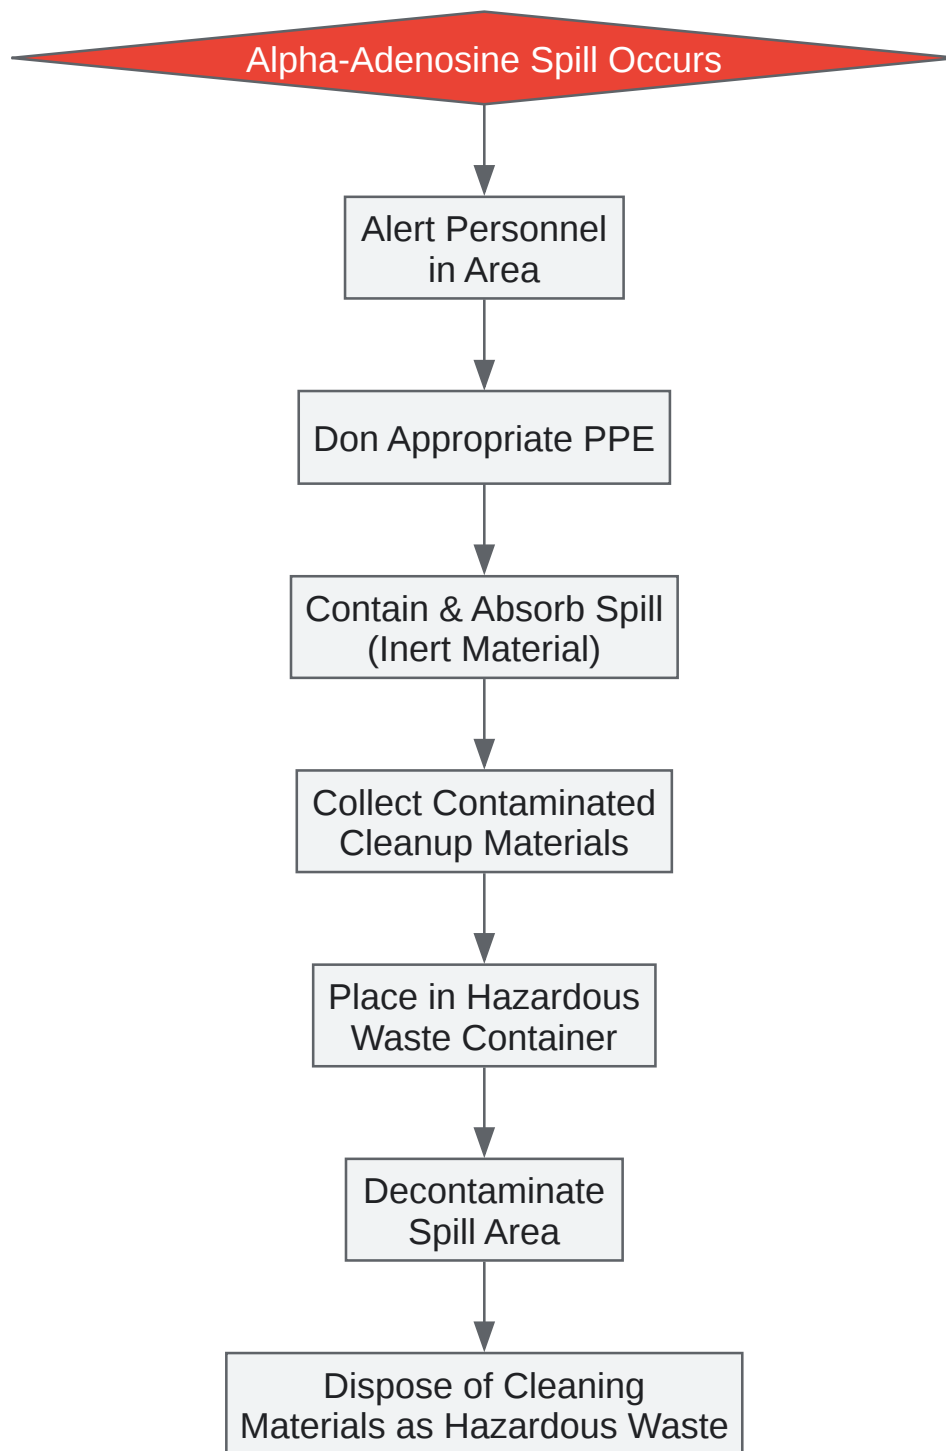 Alpha-Adenosine Spill Occurs
Alert Personnel
in Area
Don Appropriate PPE
Contain & Absorb Spill
(Inert Material)
Collect Contaminated
Cleanup Materials
Place in Hazardous
Waste Container
Decontaminate
Spill Area
Dispose of Cleaning
Materials as Hazardous Waste